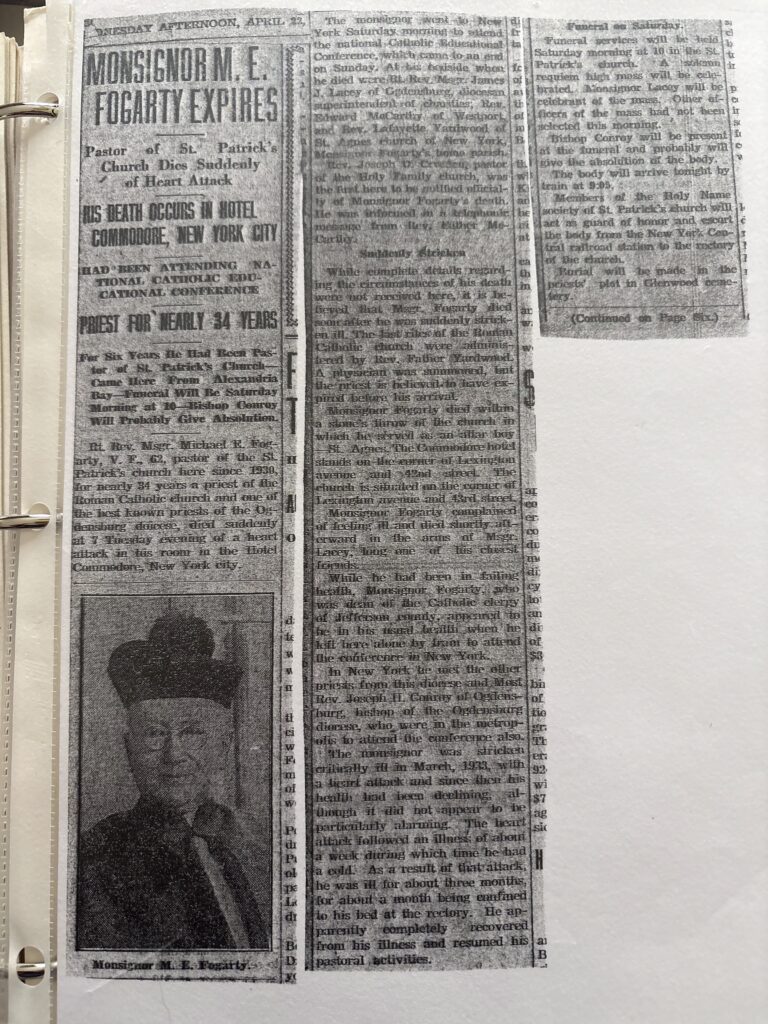 DNESDAY AFTERNOON, APRIL 22,
MONSIGNOR M. E.
FOGARTY EXPIRES
Pastor of St. Patrick's
Church Dies Suddenly
of Heart Attack
HIS DEATH OCCURS IN HOTEL
COMMODORE, NEW YORK CITY
HAD BEEN ATTENDING NA-
TIONAL CATHOLIC EDU-
CATIONAL CONFERENCE
PRIEST FOR NEARLY 34 YEARS
For Six Years He Had Been Pas-
tor of St. Patrick's Church—
Came Here From Alexandria
Bay—Funeral Will Be Saturday
Morning at 10—Bishop Conroy
Will Probably Give Absolution.
Rt. Rev. Msgr. Michael E. Fog-
arty, V. F., 62, pastor of the St.
Patrick's church here since 1930,
for nearly 34 years a priest of the
Roman Catholic church and one of
the best known priests of the Og-
densburg diocese, died suddenly
at 7 Tuesday evening of a heart
attack in his room in the Hotel
Commodore, New York city.
Monsignor M. E. Fogarty.
The monsignor went to New
York Saturday morning to attend
the national Catholic Educational
Conference, which came to an end
on Sunday. At his bedside when
he died were Rt. Rev. Msgr. James
J. Lacey of Ogdensburg, diocesan
superintendent of charities; Rev.
Edward McCarthy of Westport,
and Rev. Lafayette Yardwood of
St. Agnes church of New York,
Monsignor Fogarty's home parish.
Rev. Joseph D. pastor
of the Holy Family church, was
the first here to be notified official-
ly of Monsignor Fogarty's death.
He was informed in a telephonic
message from Rev. Father Mc-
Carthy.
Suddenly Stricken
While complete details regard-
ing the circumstances of his death
were not received here, it is be-
lieved that Msgr. Fogarty died
soon after he was suddenly strick-
en ill. The last rites of the Roman
Catholic church were adminis-
tered by Rev. Father Yardwood.
A physician was summoned, but
the priest is believed to have ex-
pired before his arrival.
Monsignor Fogarty died within
a stone's throw of the church in
which he served as an altar boy
—St. Agnes. The Commodore hotel
stands on the corner of Lexington
avenue and 42nd street. The
church is situated on the corner of
Lexington avenue and 43rd street.
Monsignor Fogarty complained
of feeling ill and died shortly aft-
erward in the arms of Msgr.
Lacey, long one of his closest
friends.
While he had been in failing
health, Monsignor Fogarty, who
was dean of the Catholic clergy
of Jefferson county, appeared to
be in his usual health when he
left here alone by train to attend
the conference in New York.
In New York he met the other
priests from this diocese and Most
Rev. Joseph H. Conroy of Ogdens-
burg, bishop of the Ogdensburg
diocese, who were in the metrop-
olis to attend the conference also.
The monsignor was stricken
critically ill in March, 1933, with
a heart attack and since then his
health had been declining, al-
though it did not appear to be
particularly alarming. The heart
attack followed an illness of about
a week during which time he had
a cold. As a result of that attack,
he was ill for about three months,
for about a month being confined
to his bed at the rectory. He ap-
parently completely recovered
from his illness and resumed his
pastoral activities.
Funeral on Saturday.
Funeral services will be held
Saturday morning at 10 in the St.
Patrick's church. A solemn
requiem high mass will be cele-
brated. Monsignor Lacey will be
celebrant of the mass. Other of-
ficers of the mass had not been
selected this morning.
Bishop Conroy will be present
at the funeral and probably will
give the absolution of the body.
The body will arrive tonight by
train at 9:05.
Members of the Holy Name
society of St. Patrick's church will
act as guard of honor and escort
the body from the New York Cen-
tral railroad station to the rectory
of the church.
Burial will be made in the
priests' plot in Glenwood ceme-
tery.
(Continued on Page Six.)